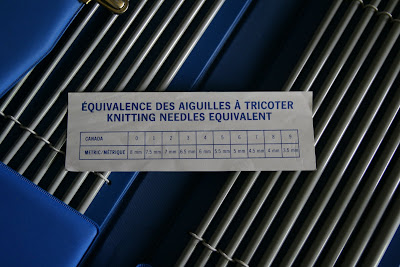 ÉQUIVALENCE DES AIGUILLES À TRICOTER
KNITTING NEEDLES EQUIVALENT
CANADA 0 1 2 3 4 5 6 7 8 9
METRIC/MÉTRIQUE 8 mm 7.5 mm 7 mm 6.5 mm 6 mm 5.5 mm 5 mm 4.5 mm 4 mm 3.5 mm